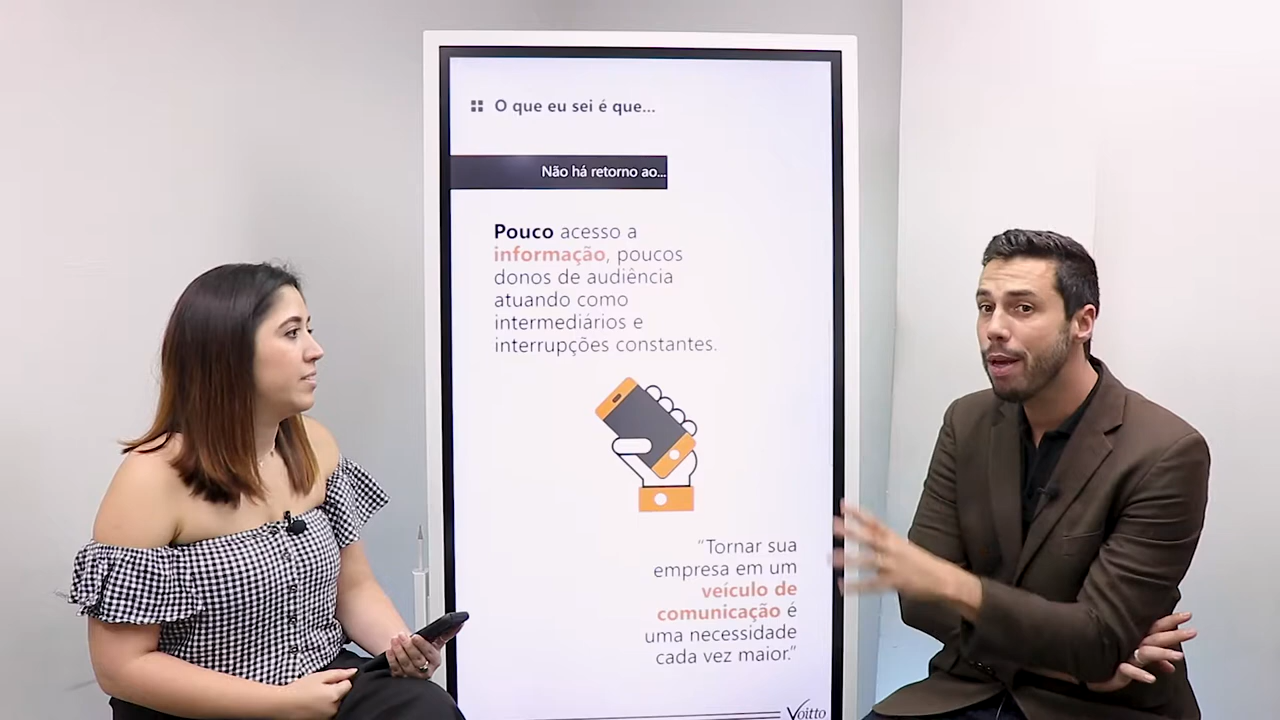 O que eu sei é que...
Não há retorno ao...
Pouco acesso a
informação, poucos
donos de audiência
atuando como
intermediários e
interrupções constantes.
“Tornar sua
empresa em um
veículo de
comunicação é
uma necessidade
cada vez maior.”
Voitto